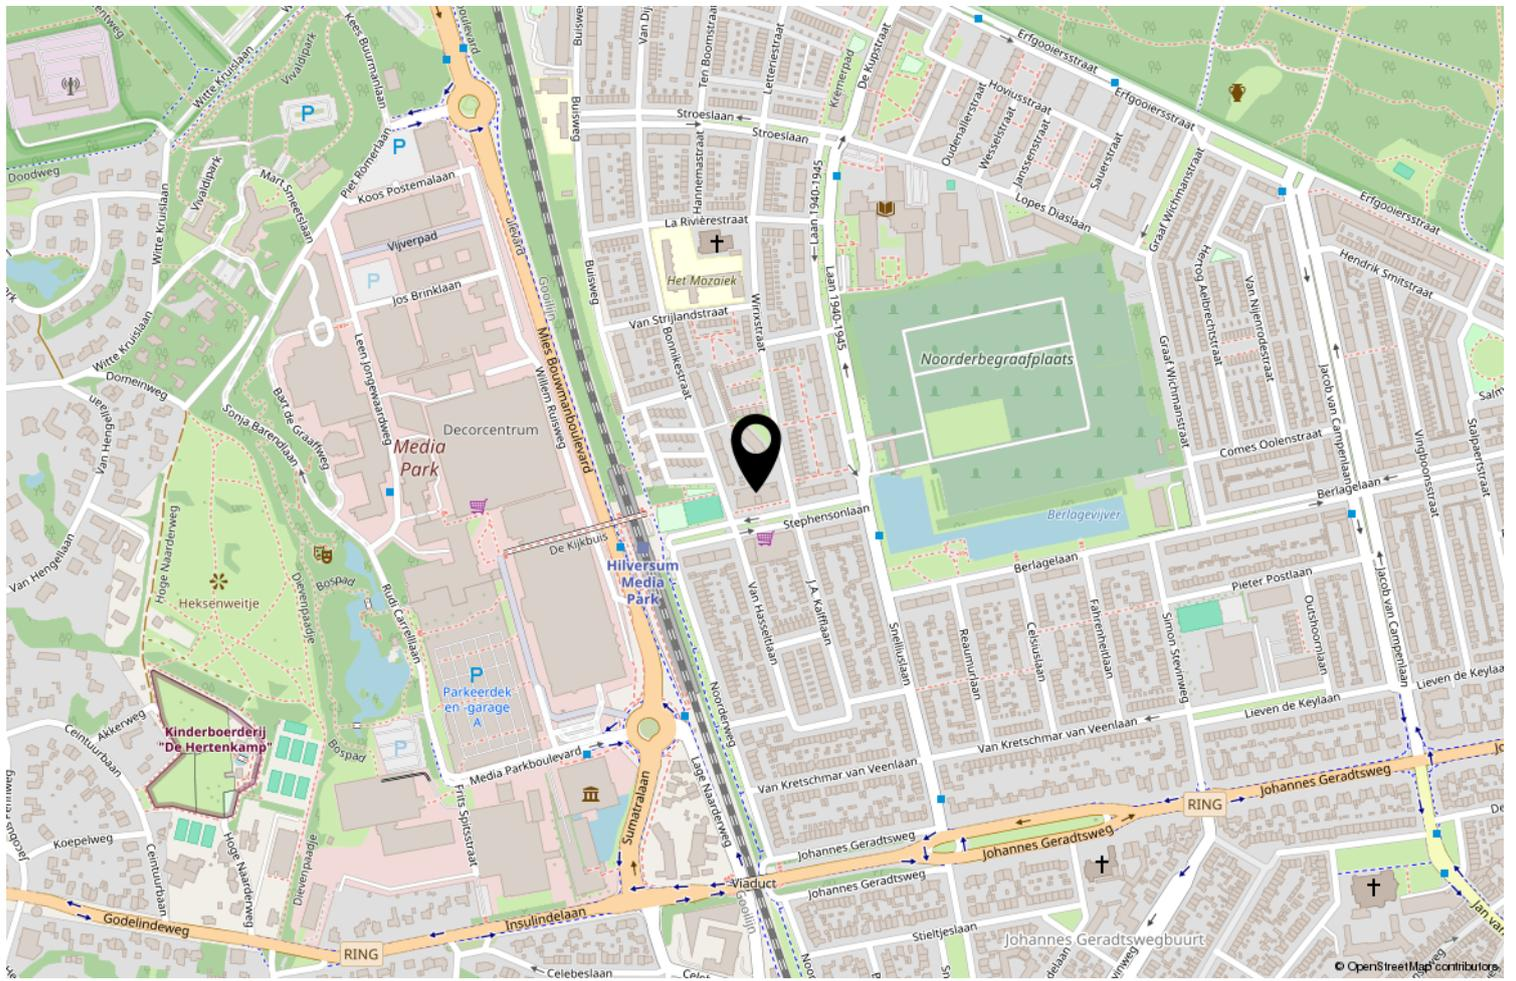 Boulevard
Kees Buurmanlaan
Vivaldipark
Witte Kruislaan
Buisweg
Ten Boomstraat
Letteriestraat
Kremerpad
De Kupstraat
Erfgooiersstraat
Erfgooiersstraat
Hoviusstraat
Oudenallerstraat
Wesselstraat
Janssenstraat
Sauerstraat
P
P
Stroeslaan
Stroeslaan
Buisweg
Piet Romerlaan
Doodweg
Vivaldipark
Mart Smeetslaan
Koos Postemalaan
Hannemastraat
Laan 1940-1945
Lopes Diaslaan
Graaf Wichmanstraat
Erfgooiersstraat
Witte Kruislaan
Vijverpad
La Rivièrestraat
Het Mozaïek
Hertog Aelbrechtstraat
Van Nijenrodestraat
Hendrik Smitstraat
P
Jos Brinklaan
Gooilijn
Buisweg
Wirixstraat
Laan 1940-1945
Van Strijlandstraat
Bonnikestraat
Witte Kruislaan
Leen Jongewaardweg
Mies Bouwmanboulevard
Willem Ruisweg
Noorderbegraafplaats
Graaf Wichmanstraat
Jacob van Campenlaan
Domeinweg
Van Hengellaan
Bart de Graaffweg
Sonja Barendlaan
Decorcentrum
Media
Park
Comes Oolenstraat
Vingboonsstraat
Stalpaertstraat
Berlagelaan
Hoge Naarderweg
Stephensonlaan
Berlagevijver
De Kijkbuis
Hilversum
Media
Park
Berlagelaan
Van Hengellaan
Heksenweitje
Dievenpaadje
Bospad
Rudi Carrellaan
Van Hasseltlaan
J.A. Kalfflaan
Snelliuslaan
Reaumurlaan
Celsiuslaan
Fahrenheitlaan
Simon Stevinweg
Pieter Postlaan
Outshoornlaan
Jacob van Campenlaan
P
Parkeerdek
en -garage
A
Noorderweg
Lieven de Keylaan
Lieven de Keylaan
Akkerweg
Ceintuurbaan
Kinderboerderij
"De Hertenkamp"
Bospad
P
Media Parkboulevard
Van Kretschmar van Veenlaan
Van Kretschmar van Veenlaan
Frits Spitsstraat
Sumatralaan
Lage Naarderweg
Johannes Geradtsweg
RING
Koepelweg
Ceintuurbaan
Hoge Naarderweg
Dievenpaadje
Johannes Geradtsweg
Johannes Geradtsweg
Johannes Geradtsweg
Viaduct
Gooilijn
Godelindeweg
Insulindelaan
RING
Celebeslaan
Stieltjeslaan
Johannes Geradtswegbuurt
© OpenStreetMap contributors